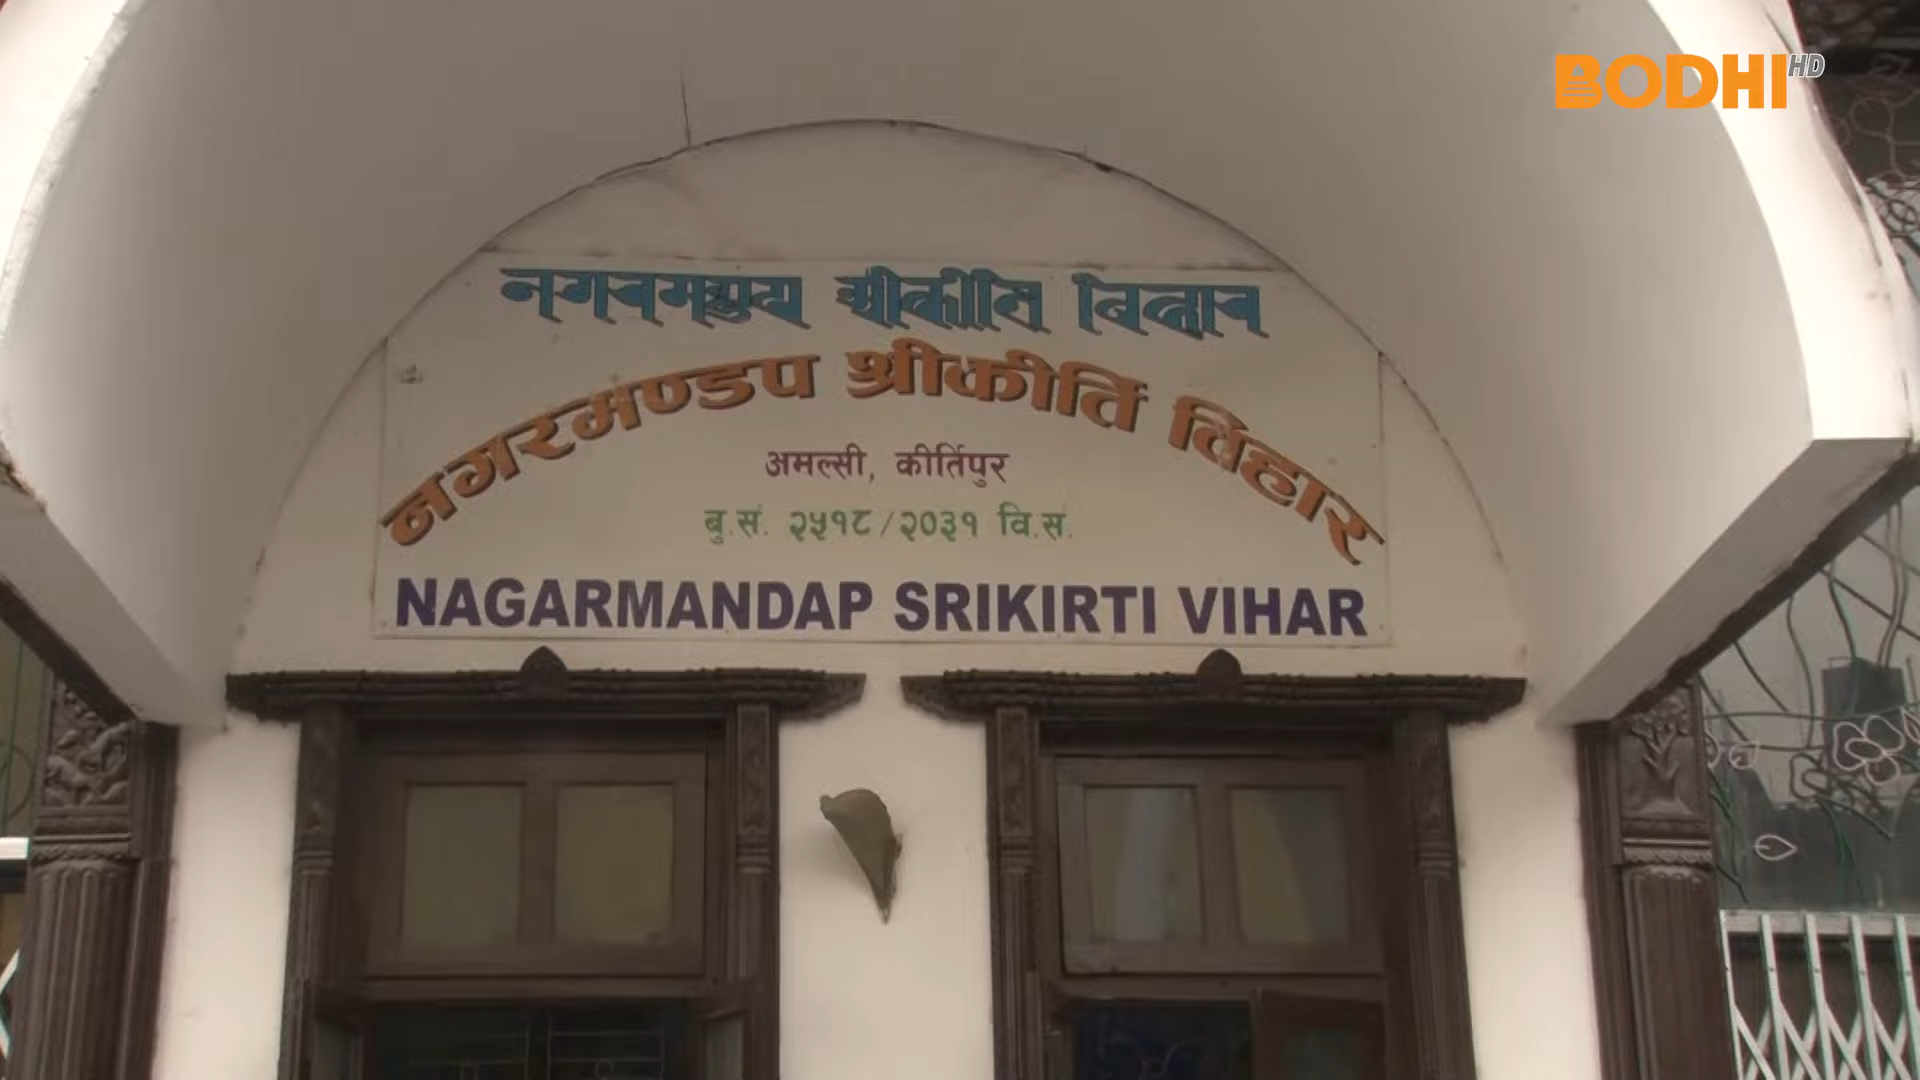 BODHI HD
नगरमण्डप श्रीकीर्ति विहार
अमल्सी, कीर्तिपुर
बु.सं. २५१८/२०३१ वि.सं.
NAGARMANDAP SRIKIRTI VIHAR